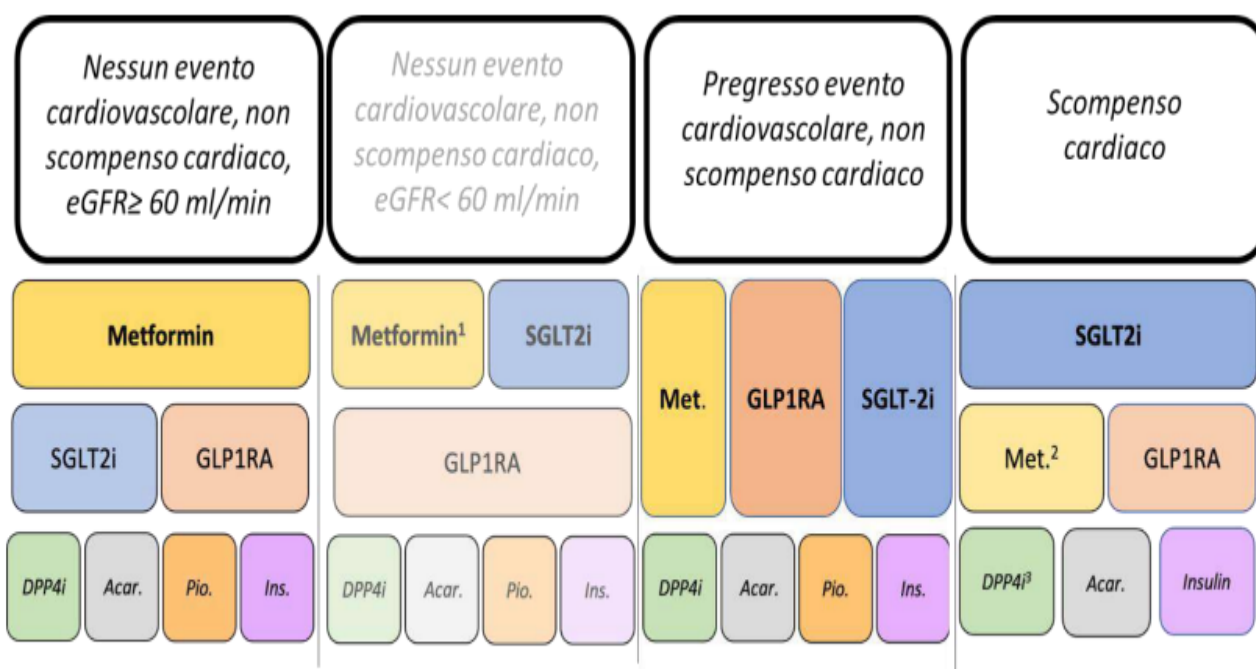 Nessun evento
cardiovascolare, non
scompenso cardiaco,
eGFR≥ 60 ml/min
Nessun evento
cardiovascolare, non
scompenso cardiaco,
eGFR< 60 ml/min
Pregresso evento
cardiovascolare, non
scompenso cardiaco
Scompenso
cardiaco
Metformin
SGLT2i
GLP1RA
DPP4i
Acar.
Pio.
Ins.
Metformin¹
SGLT2i
GLP1RA
DPP4i
Acar.
Pio.
Ins.
Met.
GLP1RA
SGLT-2i
DPP4i
Acar.
Pio.
Ins.
SGLT2i
Met.²
GLP1RA
DPP4i³
Acar.
Insulin